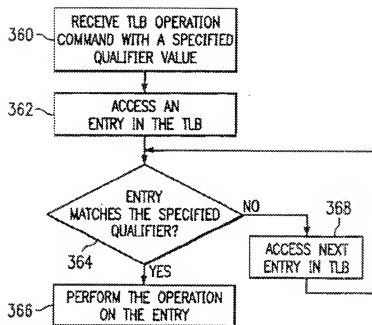 360
RECEIVE TLB OPERATION
COMMAND WITH A SPECIFIED
QUALIFIER VALUE
362
ACCESS AN
ENTRY IN THE TLB
ENTRY
MATCHES THE SPECIFIED
QUALIFIER?
364
NO
YES
368
ACCESS NEXT
ENTRY IN TLB
366
PERFORM THE OPERATION
ON THE ENTRY